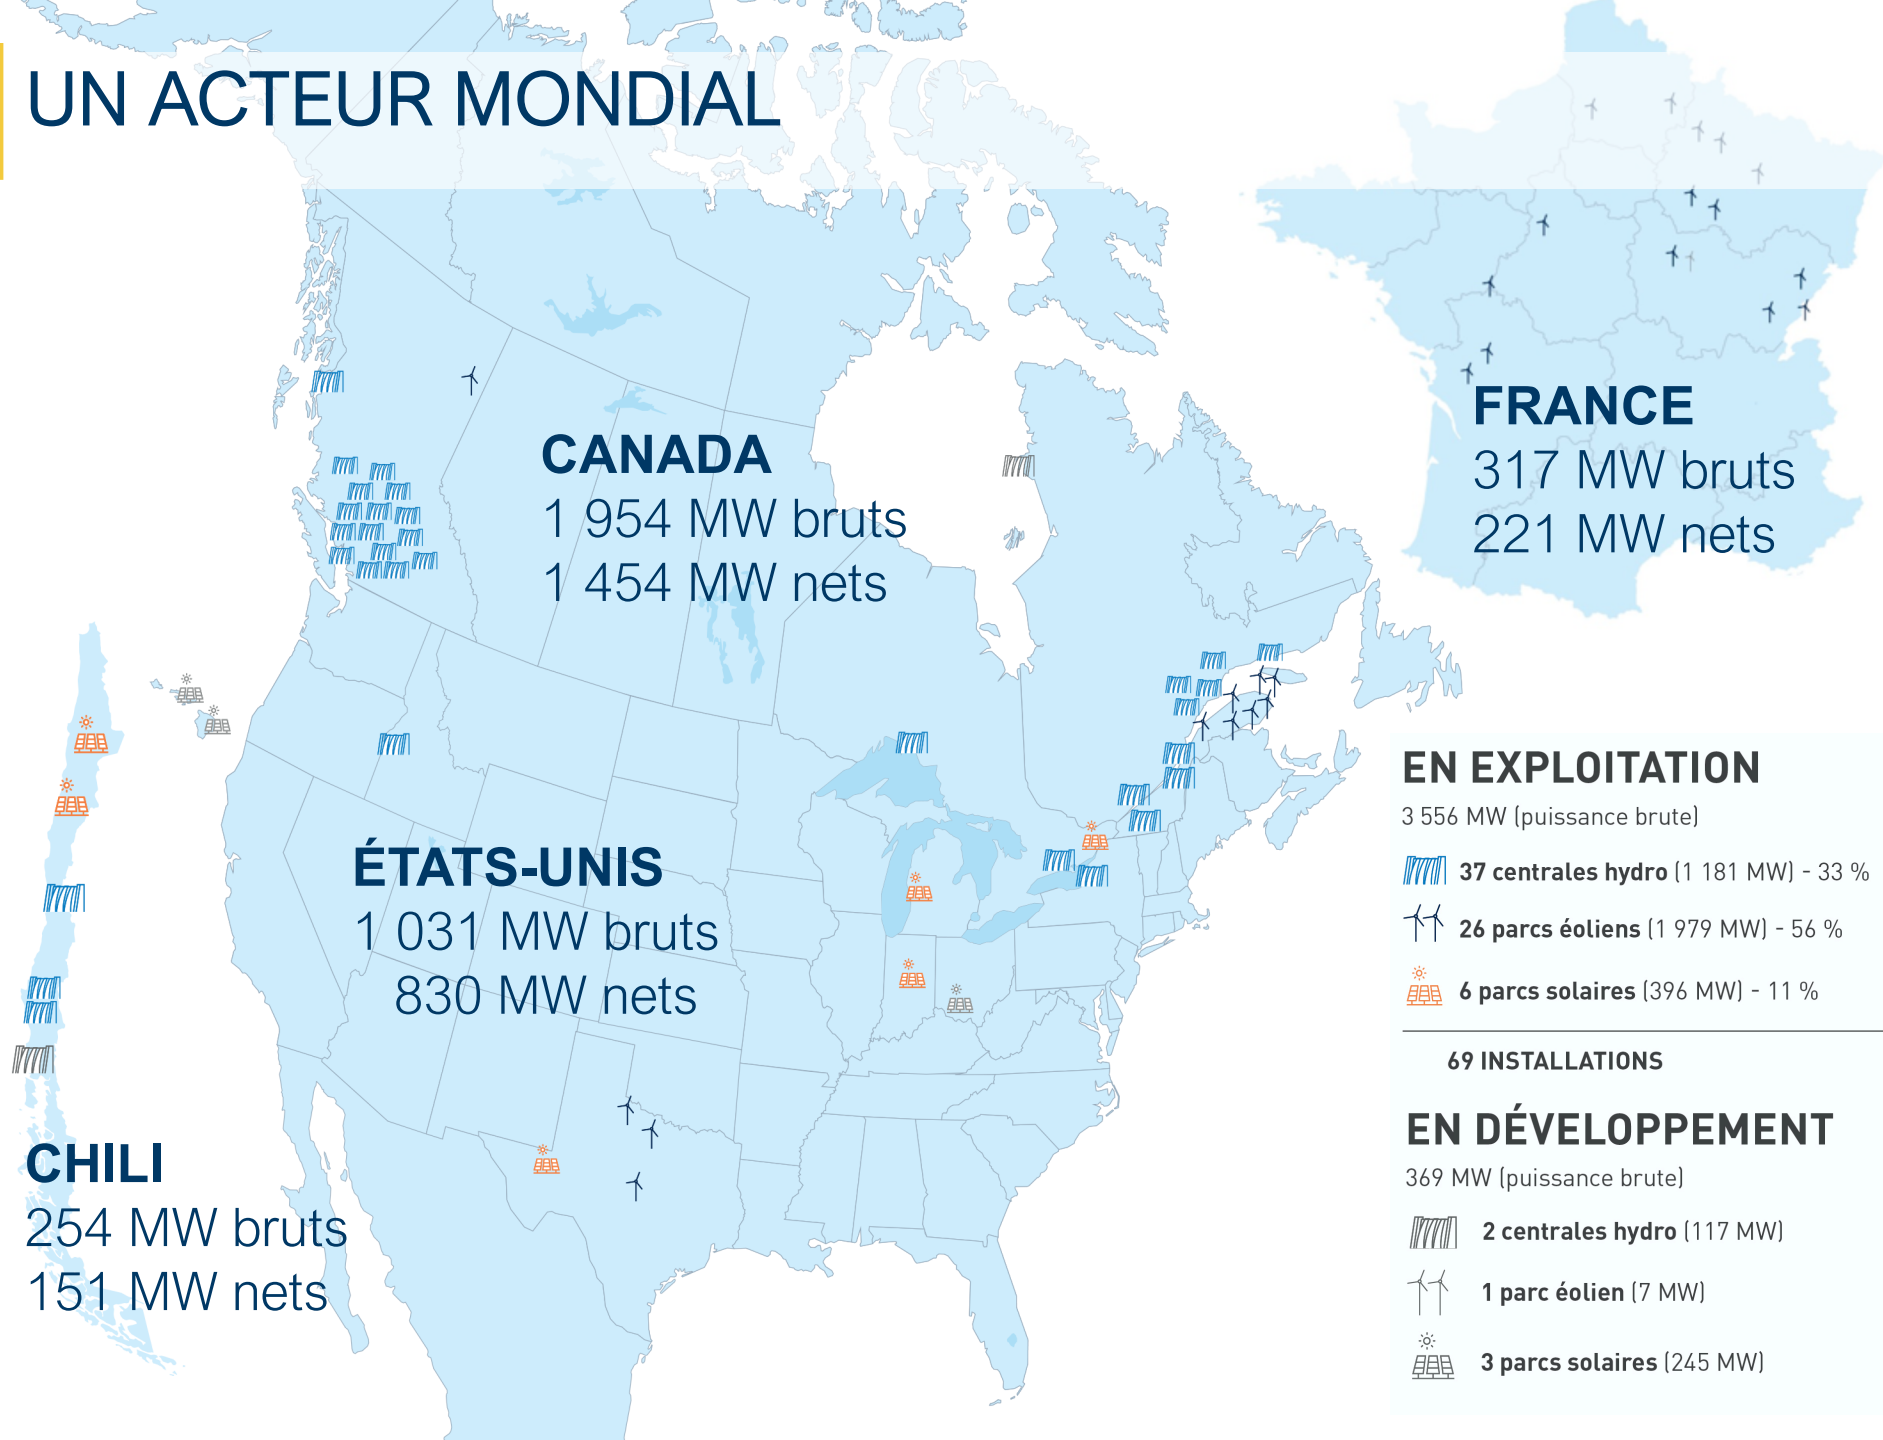 UN ACTEUR MONDIAL
CANADA
1 954 MW bruts
1 454 MW nets
FRANCE
317 MW bruts
221 MW nets
ÉTATS-UNIS
1 031 MW bruts
830 MW nets
CHILI
254 MW bruts
151 MW nets
EN EXPLOITATION
3 556 MW (puissance brute)
37 centrales hydro (1 181 MW) - 33 %
26 parcs éoliens (1 979 MW) - 56 %
6 parcs solaires (396 MW) - 11 %
69 INSTALLATIONS
EN DÉVELOPPEMENT
369 MW (puissance brute)
2 centrales hydro (117 MW)
1 parc éolien (7 MW)
3 parcs solaires (245 MW)